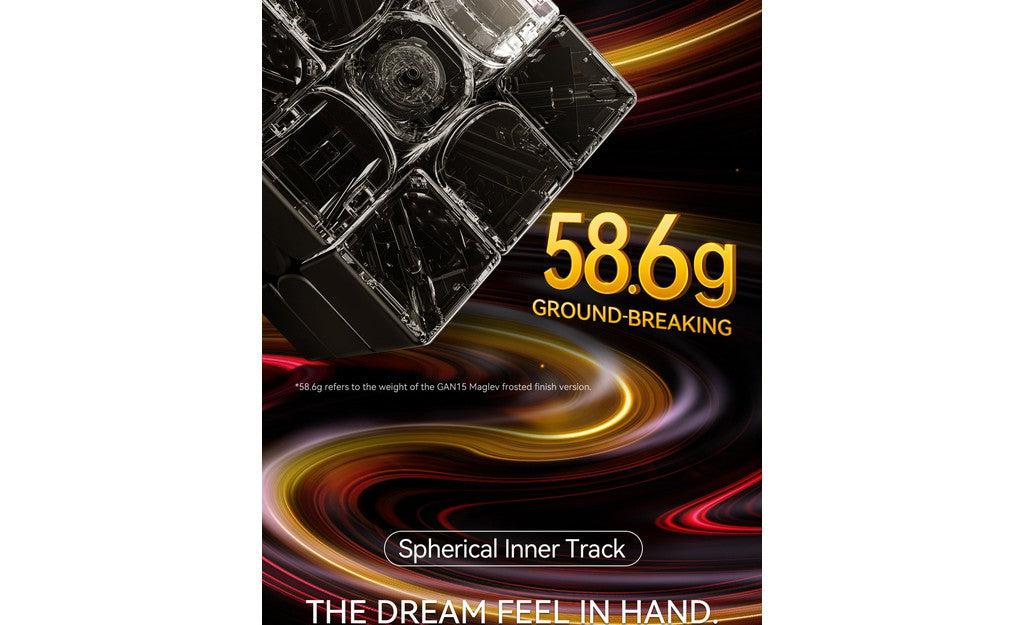 58.6g
GROUND-BREAKING
*58.6g refers to the weight of the GAN15 Maglev frosted finish version.
Spherical Inner Track
THE DREAM FEEL IN HAND.